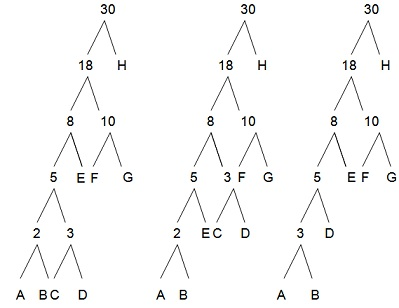 30 30 30
18 H 18 H 18 H
8 10 8 10 8 10
5 E F G 5 3 F G 5 E F G
2 3 2 E C D 3 D
A B C D A B A B